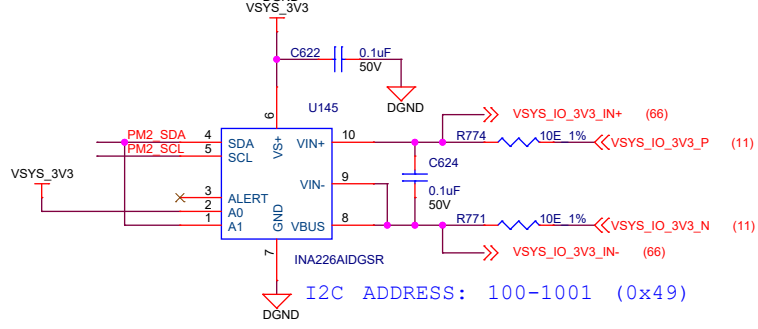 DGND
VSYS_3V3
C622
0.1uF
50V
DGND
U145
6
VS+
VSYS_IO_3V3_IN+ (66)
PM2_SDA 4 SDA VIN+ 10 R774 10E_1% VSYS_IO_3V3_P (11)
PM2_SCL 5 SCL
C624
0.1uF
50V
VSYS_3V3
VIN- 9
3 ALERT
2 A0
1 A1
GND
VBUS 8 R771 10E_1% VSYS_IO_3V3_N (11)
7
INA226AIDGSR
VSYS_IO_3V3_IN- (66)
DGND
I2C ADDRESS: 100-1001 (0x49)